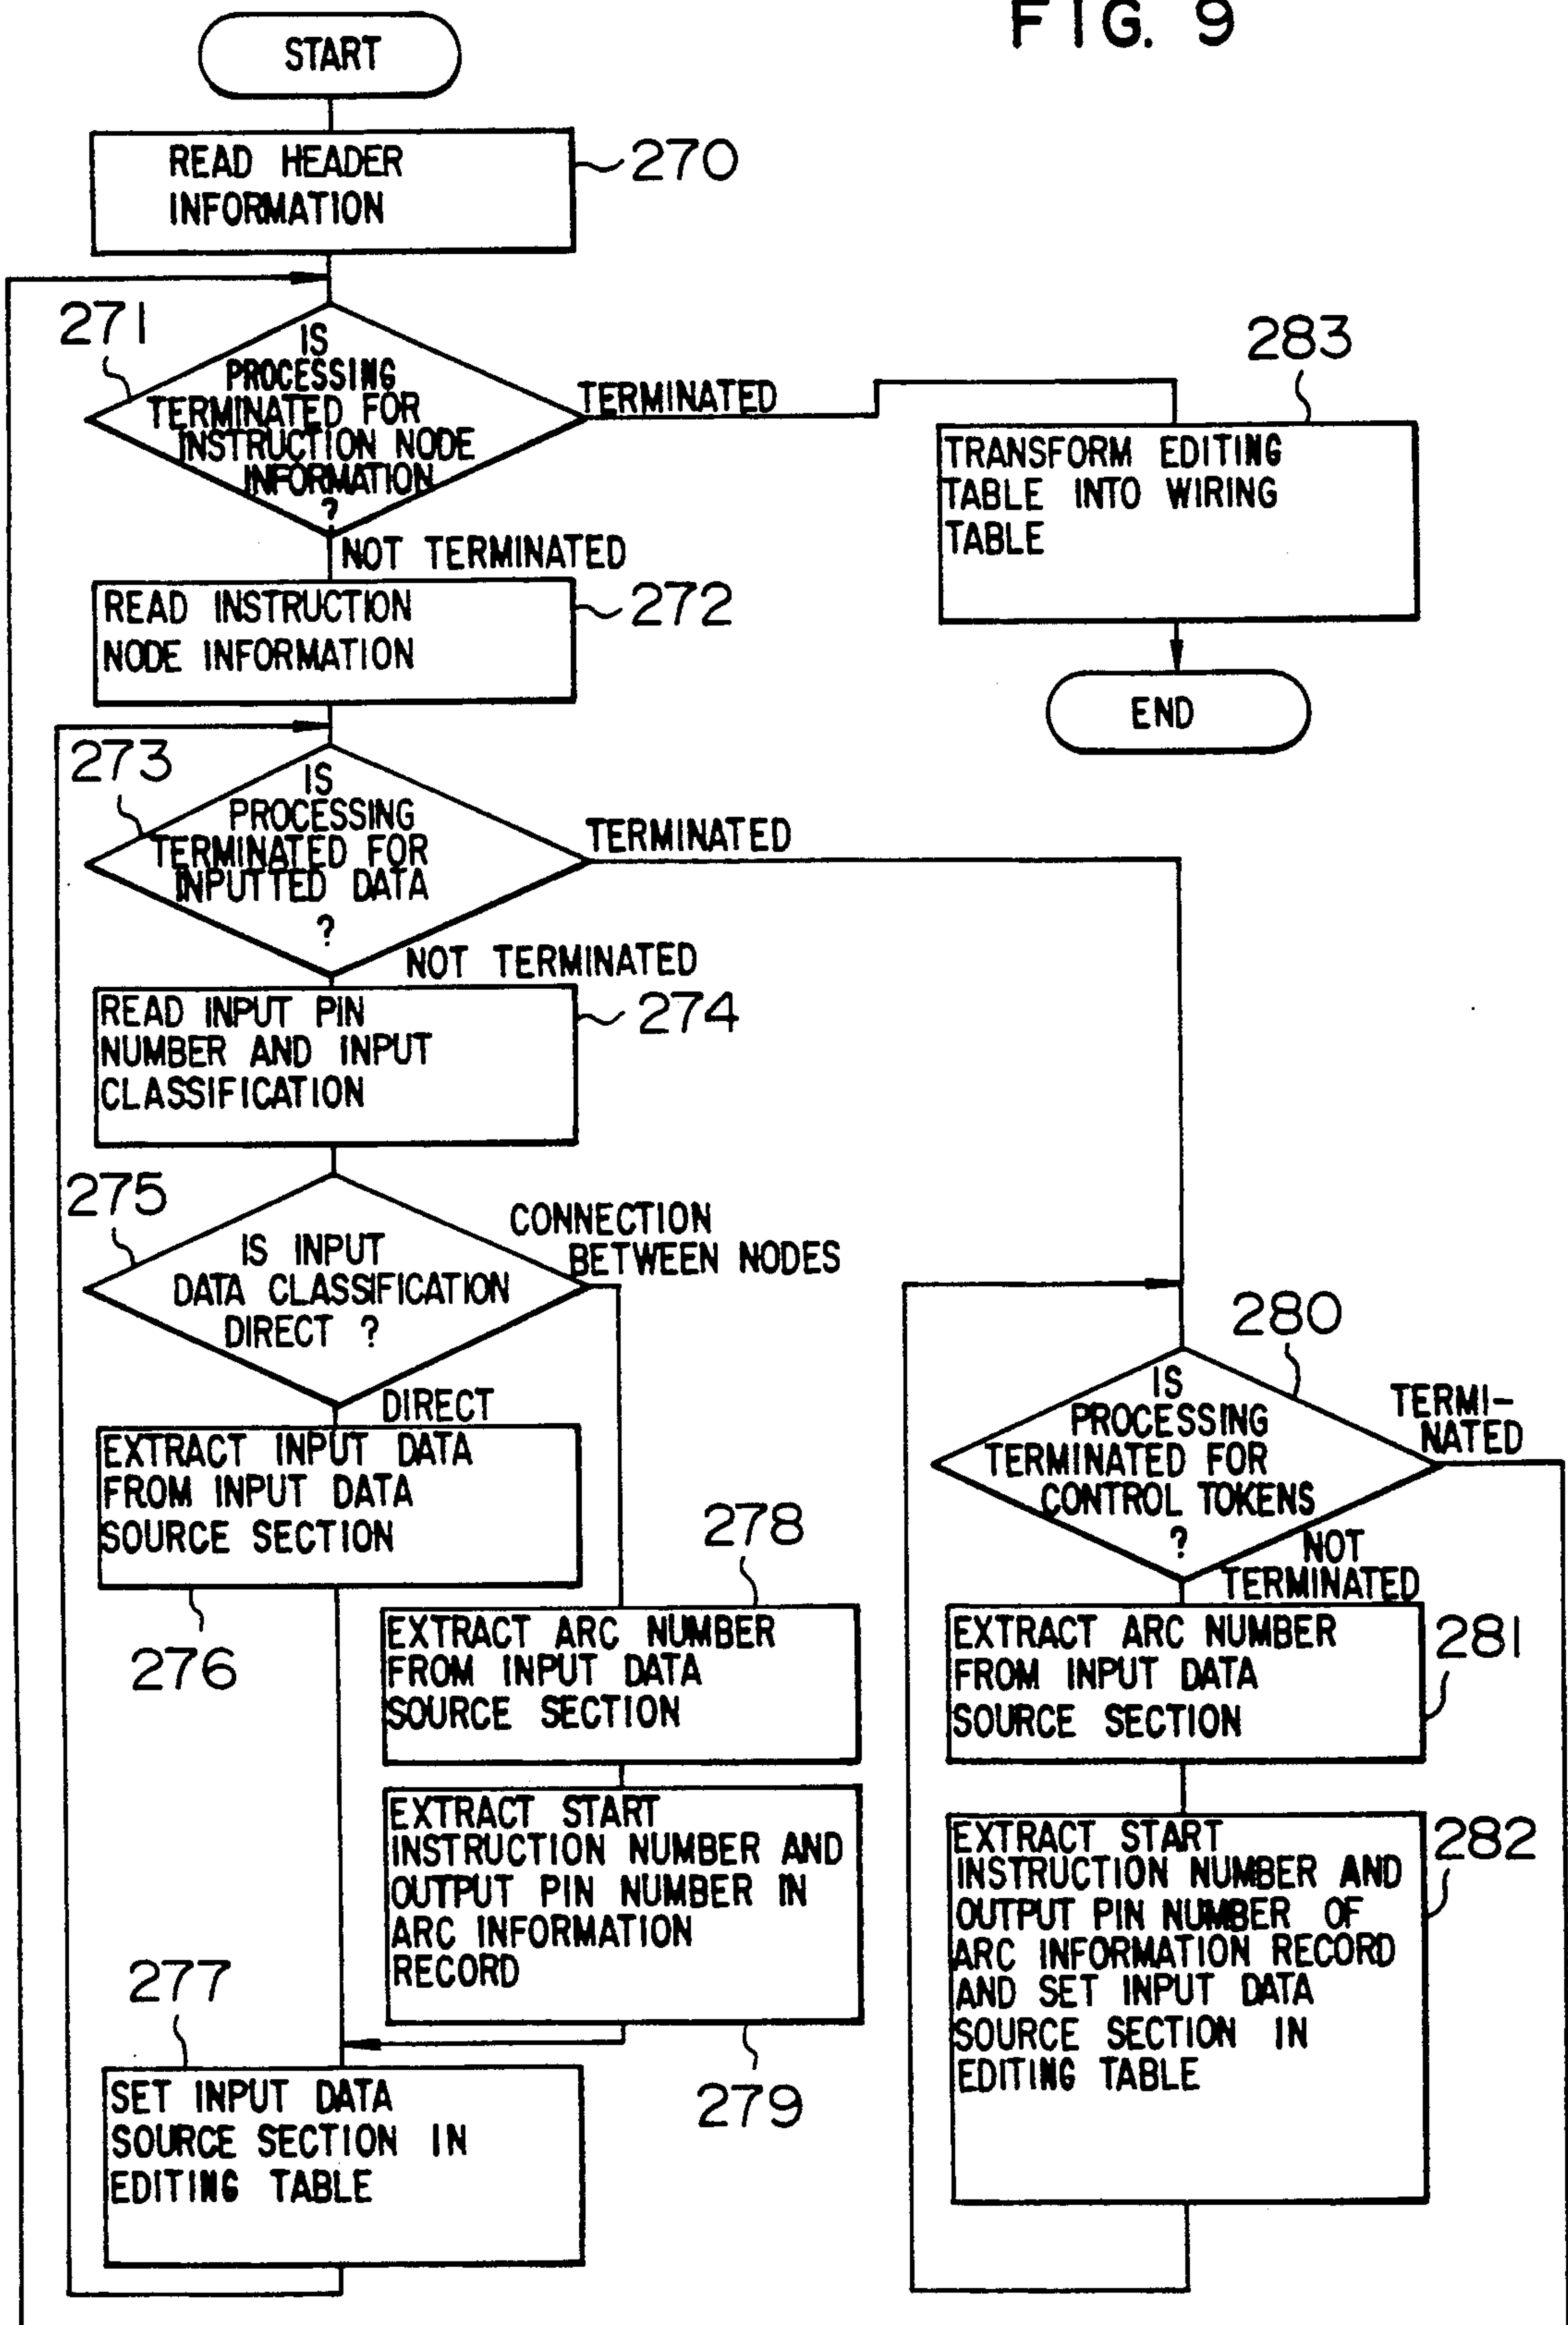 FIG. 9
START
READ HEADER
INFORMATION
270
271
IS
PROCESSING
TERMINATED FOR
INSTRUCTION NODE
INFORMATION
?
TERMINATED
283
TRANSFORM EDITING
TABLE INTO WIRING
TABLE
END
NOT TERMINATED
READ INSTRUCTION
NODE INFORMATION
272
273
IS
PROCESSING
TERMINATED FOR
INPUTTED DATA
?
TERMINATED
NOT TERMINATED
READ INPUT PIN
NUMBER AND INPUT
CLASSIFICATION
274
275
IS INPUT
DATA CLASSIFICATION
DIRECT ?
CONNECTION
BETWEEN NODES
DIRECT
EXTRACT INPUT DATA
FROM INPUT DATA
SOURCE SECTION
276
278
EXTRACT ARC NUMBER
FROM INPUT DATA
SOURCE SECTION
EXTRACT START
INSTRUCTION NUMBER AND
OUTPUT PIN NUMBER IN
ARC INFORMATION
RECORD
279
277
SET INPUT DATA
SOURCE SECTION IN
EDITING TABLE
280
IS
PROCESSING
TERMINATED FOR
CONTROL TOKENS
?
TERMI-
NATED
NOT
TERMINATED
EXTRACT ARC NUMBER
FROM INPUT DATA
SOURCE SECTION
281
EXTRACT START
INSTRUCTION NUMBER AND
OUTPUT PIN NUMBER OF
ARC INFORMATION RECORD
AND SET INPUT DATA
SOURCE SECTION IN
EDITING TABLE
282